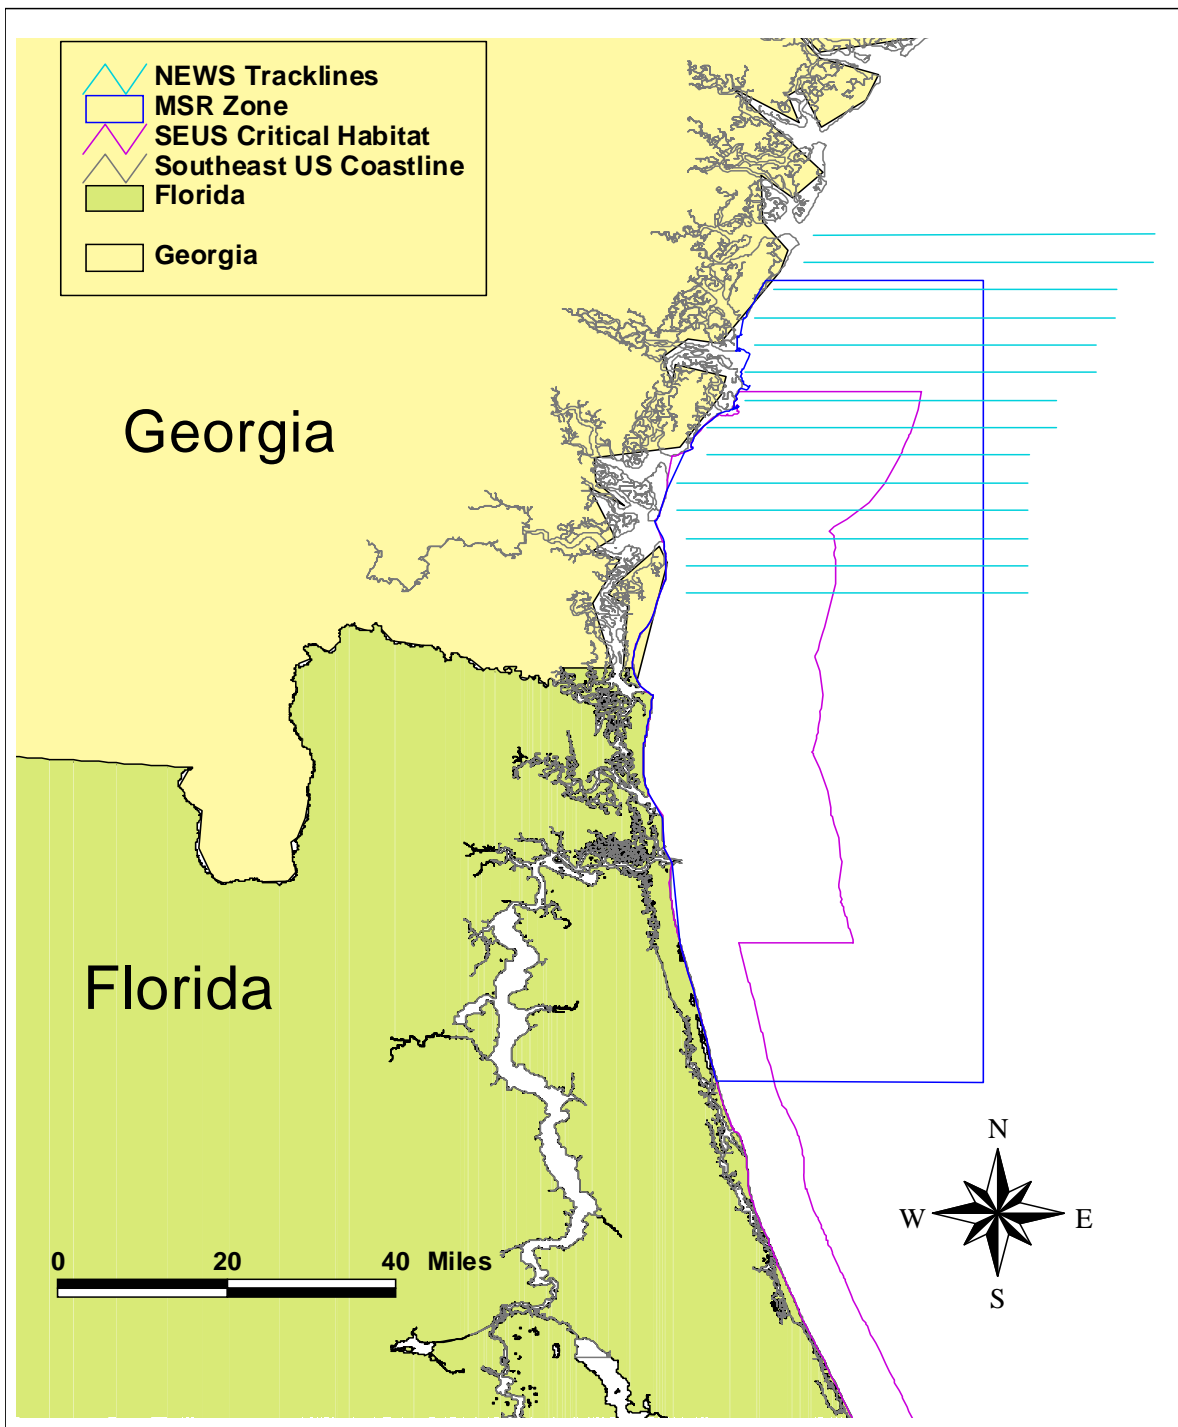 NEWS Tracklines
MSR Zone
SEUS Critical Habitat
Southeast US Coastline
Florida
Georgia
Georgia
Florida
N
W E
S
0 20 40 Miles